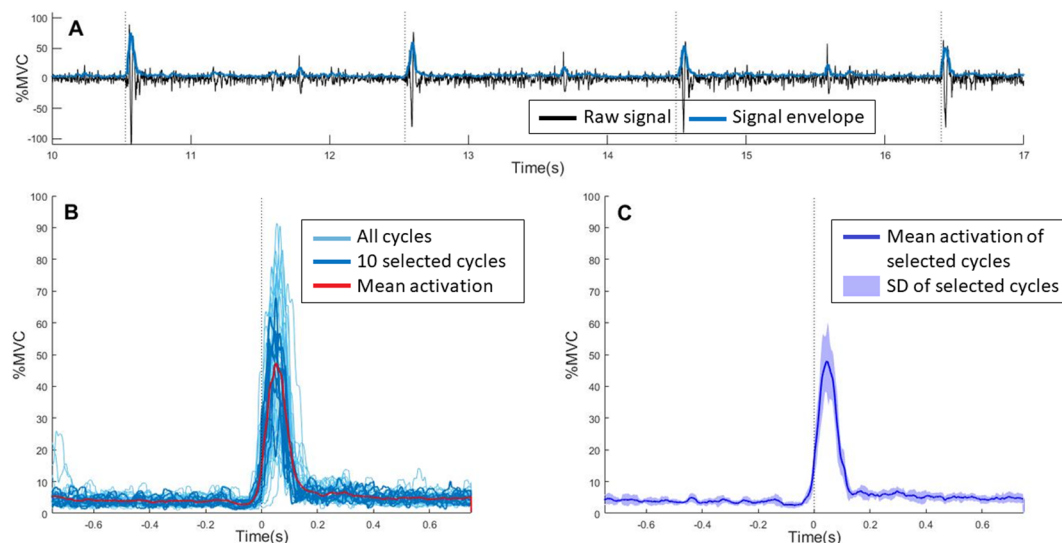 A
100
50
0
-50
-100
%MVC
Raw signal
Signal envelope
10
11
12
13
14
15
16
17
Time(s)
B
100
90
80
70
60
50
40
30
20
10
0
%MVC
All cycles
10 selected cycles
Mean activation
-0.6
-0.4
-0.2
0
0.2
0.4
0.6
Time(s)
C
100
90
80
70
60
50
40
30
20
10
0
%MVC
Mean activation of
selected cycles
SD of selected cycles
-0.6
-0.4
-0.2
0
0.2
0.4
0.6
Time(s)